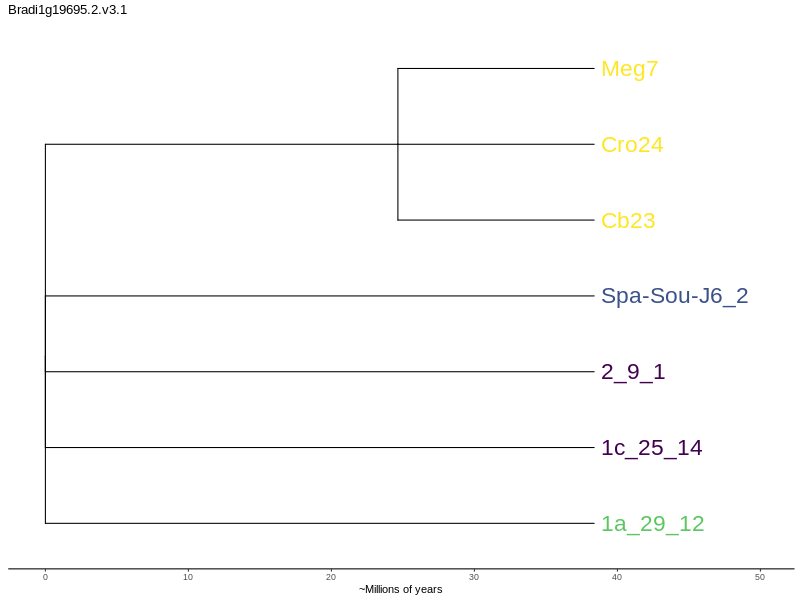 Bradi1g19695.2.v3.1
Meg7
Cro24
Cb23
Spa-Sou-J6_2
2_9_1
1c_25_14
1a_29_12
0 10 20 30 40 50
~Millions of years